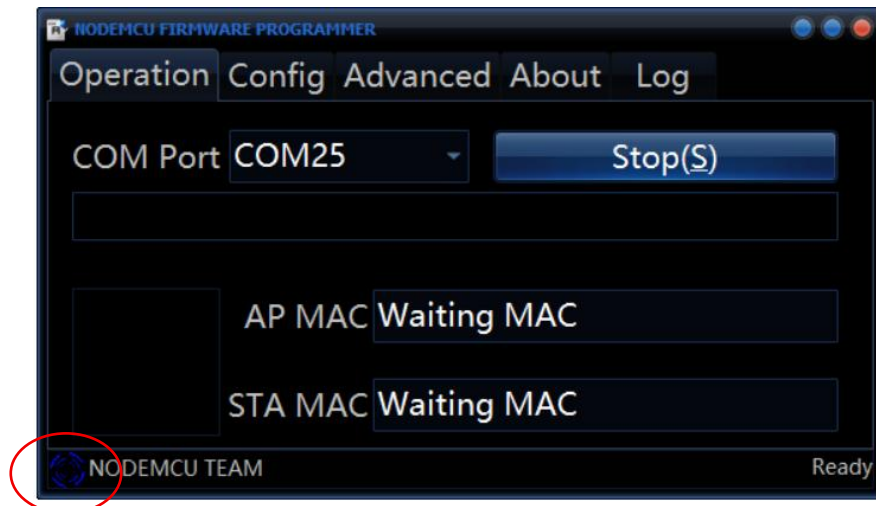 NODEMCU FIRMWARE PROGRAMMER
Operation Config Advanced About Log
COM Port COM25 Stop(S)
AP MAC Waiting MAC
STA MAC Waiting MAC
NODEMCU TEAM Ready